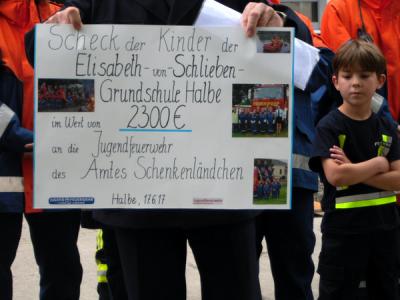 Scheck der Kinder der
Elisabeth-von-Schlieben-
Grundschule Halbe
im Wert von 2300€
an die Jugendfeuerwehr
des Amtes Schenkenländchen
Halbe, 17.6.17